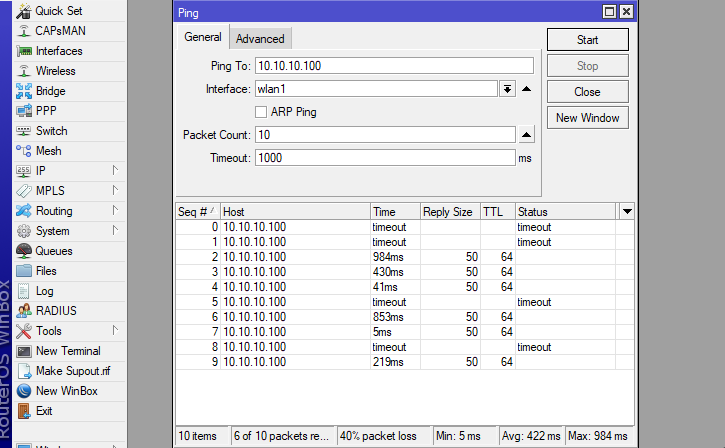 Quick Set
CAPsMAN
Interfaces
Wireless
Bridge
PPP
Switch
Mesh
IP
MPLS
Routing
System
Queues
Files
Log
RADIUS
Tools
New Terminal
Make Supout.rif
New WinBox
Exit
RouterOS WinBox
Ping
General Advanced
Ping To: 10.10.10.100
Interface: wlan1
ARP Ping
Packet Count: 10
Timeout: 1000 ms
Start
Stop
Close
New Window
Seq # Host Time Reply Size TTL Status
0 10.10.10.100 timeout timeout
1 10.10.10.100 timeout timeout
2 10.10.10.100 984ms 50 64
3 10.10.10.100 430ms 50 64
4 10.10.10.100 41ms 50 64
5 10.10.10.100 timeout timeout
6 10.10.10.100 853ms 50 64
7 10.10.10.100 5ms 50 64
8 10.10.10.100 timeout timeout
9 10.10.10.100 219ms 50 64
10 items 6 of 10 packets re... 40% packet loss Min: 5 ms Avg: 422 ms Max: 984 ms